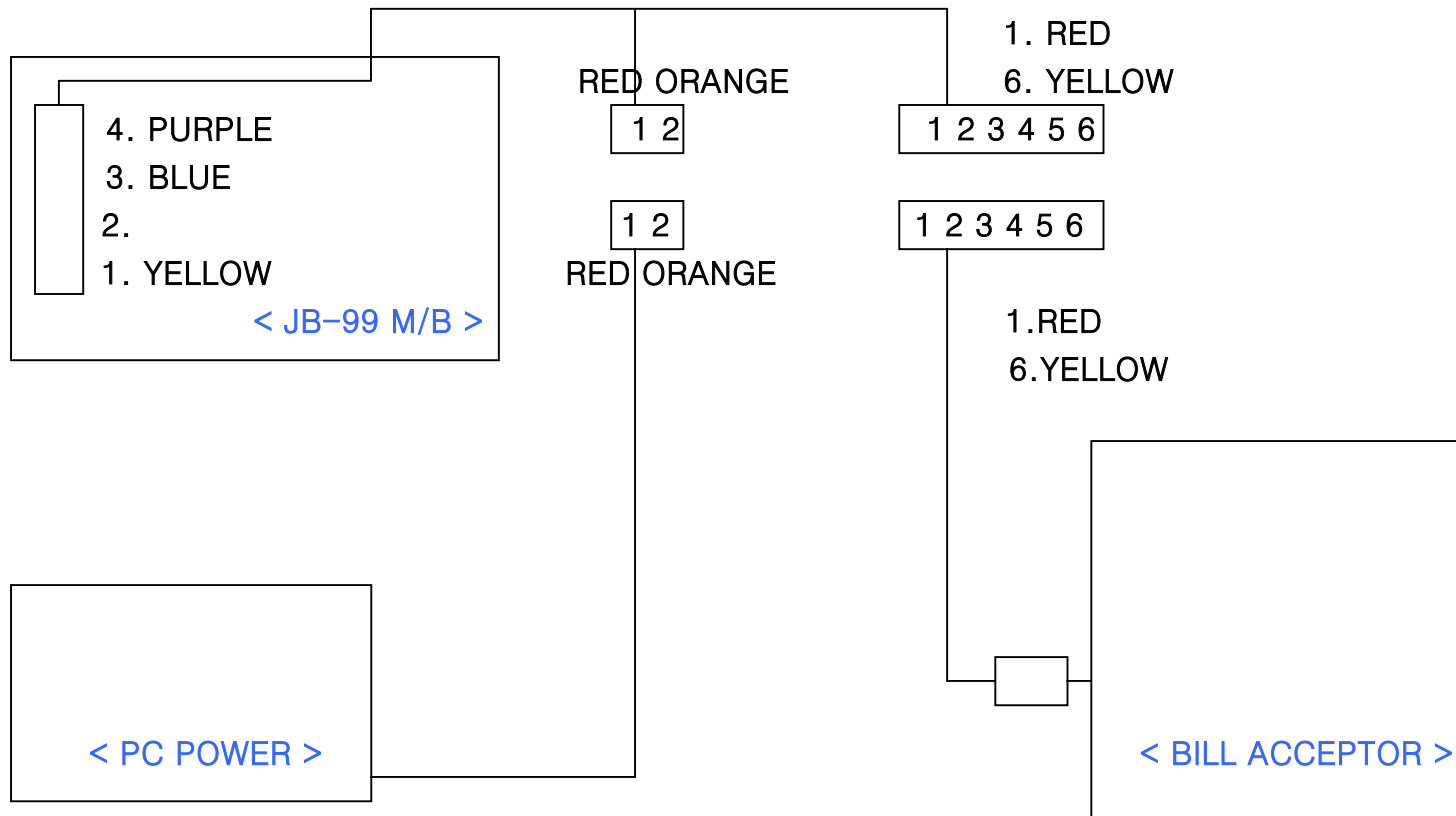 1. RED
6. YELLOW
RED ORANGE
1 2
1 2 3 4 5 6
4. PURPLE
3. BLUE
2.
1. YELLOW
< JB-99 M/B >
1 2
RED ORANGE
1 2 3 4 5 6
1.RED
6.YELLOW
< PC POWER >
< BILL ACCEPTOR >